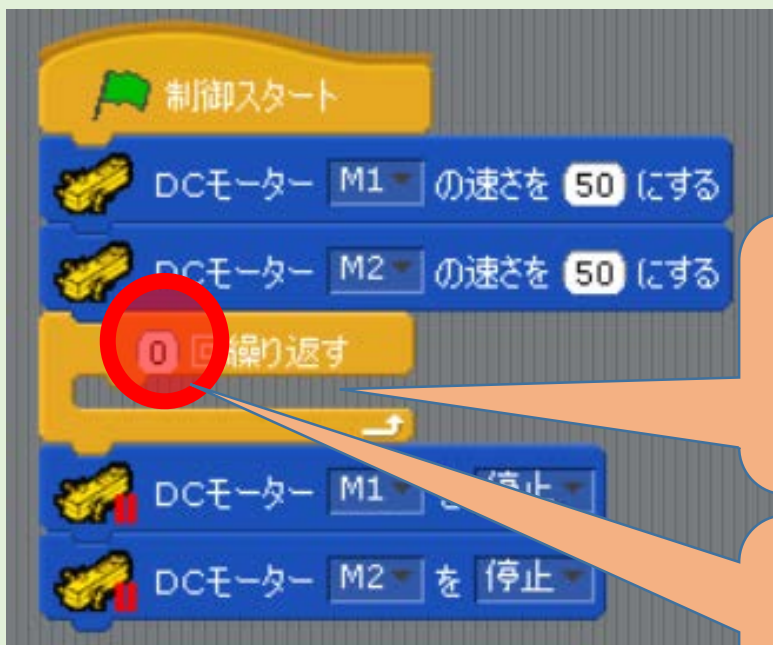 制御スタート
DCモーター M1 の速さを 50 にする
DCモーター M2 の速さを 50 にする
0 回繰り返す
DCモーター M1 を 停止
DCモーター M2 を 停止